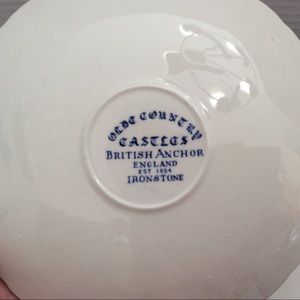 OLDE COUNTRY
CASTLES
BRITISH ANCHOR
ENGLAND
EST 1884
IRONSTONE